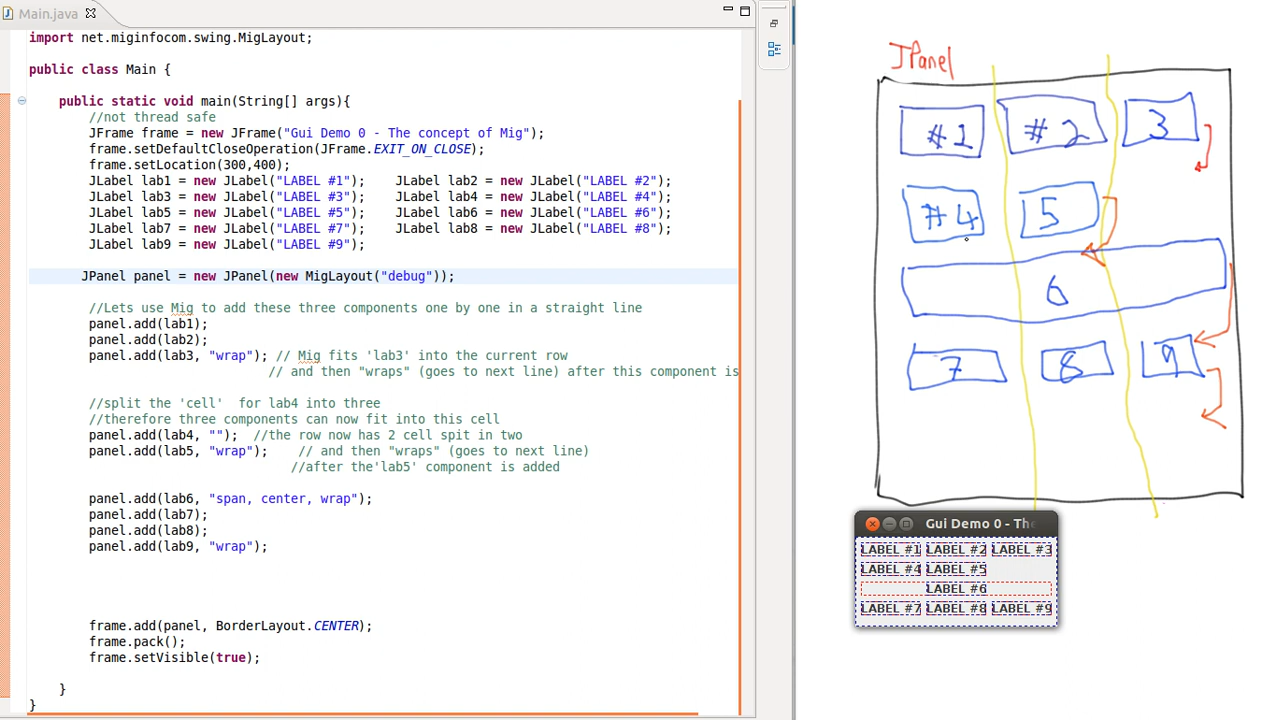 Main.java
import net.miginfocom.swing.MigLayout;
public class Main {
public static void main(String[] args){
//not thread safe
JFrame frame = new JFrame("Gui Demo 0 - The concept of Mig");
frame.setDefaultCloseOperation(JFrame.EXIT_ON_CLOSE);
frame.setLocation(300,400);
JLabel lab1 = new JLabel("LABEL #1"); JLabel lab2 = new JLabel("LABEL #2");
JLabel lab3 = new JLabel("LABEL #3"); JLabel lab4 = new JLabel("LABEL #4");
JLabel lab5 = new JLabel("LABEL #5"); JLabel lab6 = new JLabel("LABEL #6");
JLabel lab7 = new JLabel("LABEL #7"); JLabel lab8 = new JLabel("LABEL #8");
JLabel lab9 = new JLabel("LABEL #9");
JPanel panel = new JPanel(new MigLayout("debug"));
//Lets use Mig to add these three components one by one in a straight line
panel.add(lab1);
panel.add(lab2);
panel.add(lab3, "wrap"); // Mig fits 'lab3' into the current row
// and then "wraps" (goes to next line) after this component is
//split the 'cell'  for lab4 into three
//therefore three components can now fit into this cell
panel.add(lab4, "");  //the row now has 2 cell spit in two
panel.add(lab5, "wrap");    // and then "wraps" (goes to next line)
//after the'lab5' component is added
panel.add(lab6, "span, center, wrap");
panel.add(lab7);
panel.add(lab8);
panel.add(lab9, "wrap");
frame.add(panel, BorderLayout.CENTER);
frame.pack();
frame.setVisible(true);
}
}
JPanel
#1 #2 3
#4 5
6
7 8 9
Gui Demo 0 - The
LABEL #1 LABEL #2 LABEL #3
LABEL #4 LABEL #5
LABEL #6
LABEL #7 LABEL #8 LABEL #9